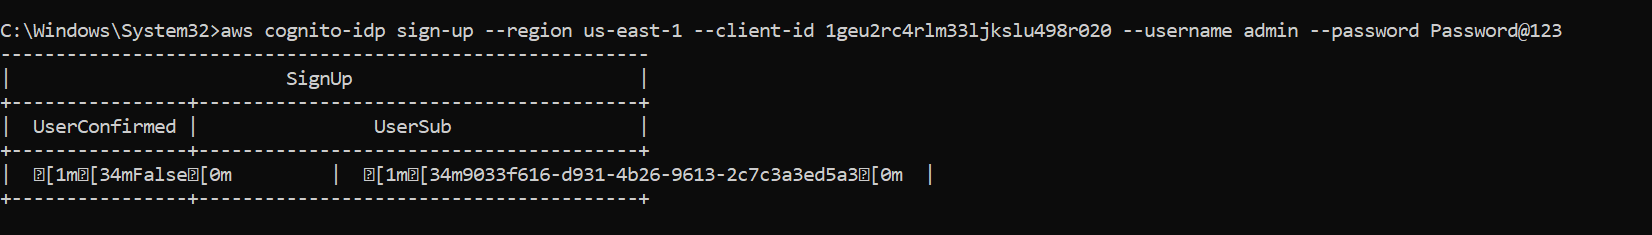 C:\Windows\System32>aws cognito-idp sign-up --region us-east-1 --client-id 1geu2rc4rlm33ljkslu498r020 --username admin --password Password@123
-----------------------------------------------------------
|                         SignUp                          |
+----------------+----------------------------------------+
|  UserConfirmed |                UserSub                 |
+----------------+----------------------------------------+
|  ⍰[1m⍰[34mFalse⍰[0m         |  ⍰[1m⍰[34m9033f616-d931-4b26-9613-2c7c3a3ed5a3⍰[0m  |
+----------------+----------------------------------------+